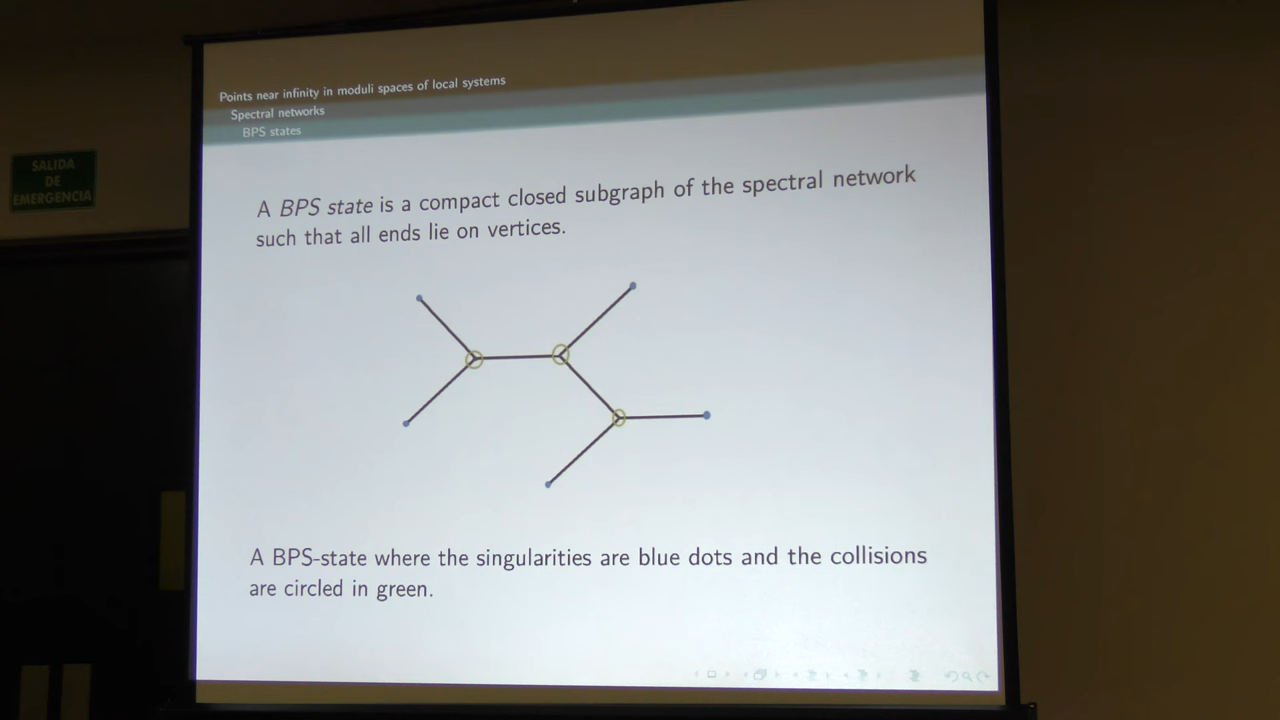 Points near infinity in moduli spaces of local systems
Spectral networks
BPS states
SALIDA
DE
EMERGENCIA
A BPS state is a compact closed subgraph of the spectral network
such that all ends lie on vertices.
A BPS-state where the singularities are blue dots and the collisions
are circled in green.